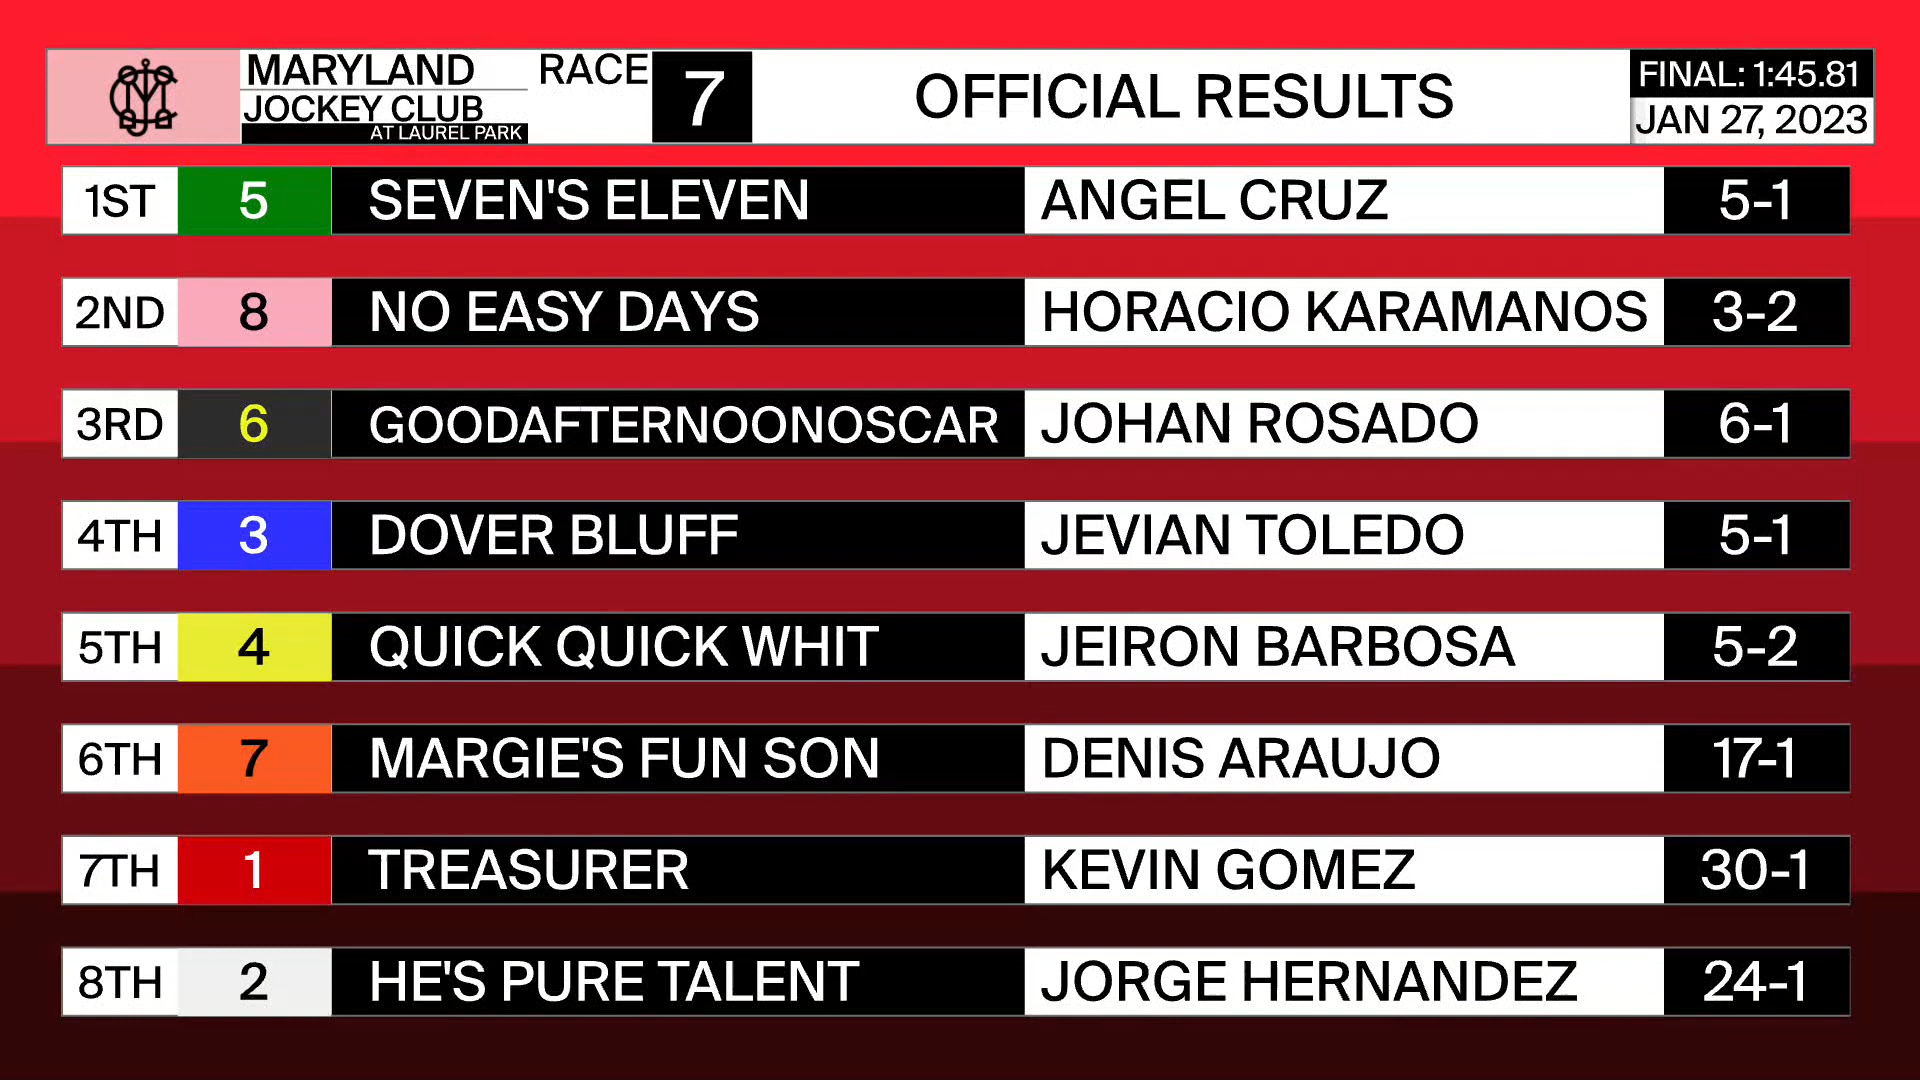 MARYLAND
JOCKEY CLUB
AT LAUREL PARK
RACE 7
OFFICIAL RESULTS
FINAL: 1:45.81
JAN 27, 2023
1ST 5 SEVEN'S ELEVEN ANGEL CRUZ 5-1
2ND 8 NO EASY DAYS HORACIO KARAMANOS 3-2
3RD 6 GOODAFTERNOONOSCAR JOHAN ROSADO 6-1
4TH 3 DOVER BLUFF JEVIAN TOLEDO 5-1
5TH 4 QUICK QUICK WHIT JEIRON BARBOSA 5-2
6TH 7 MARGIE'S FUN SON DENIS ARAUJO 17-1
7TH 1 TREASURER KEVIN GOMEZ 30-1
8TH 2 HE'S PURE TALENT JORGE HERNANDEZ 24-1